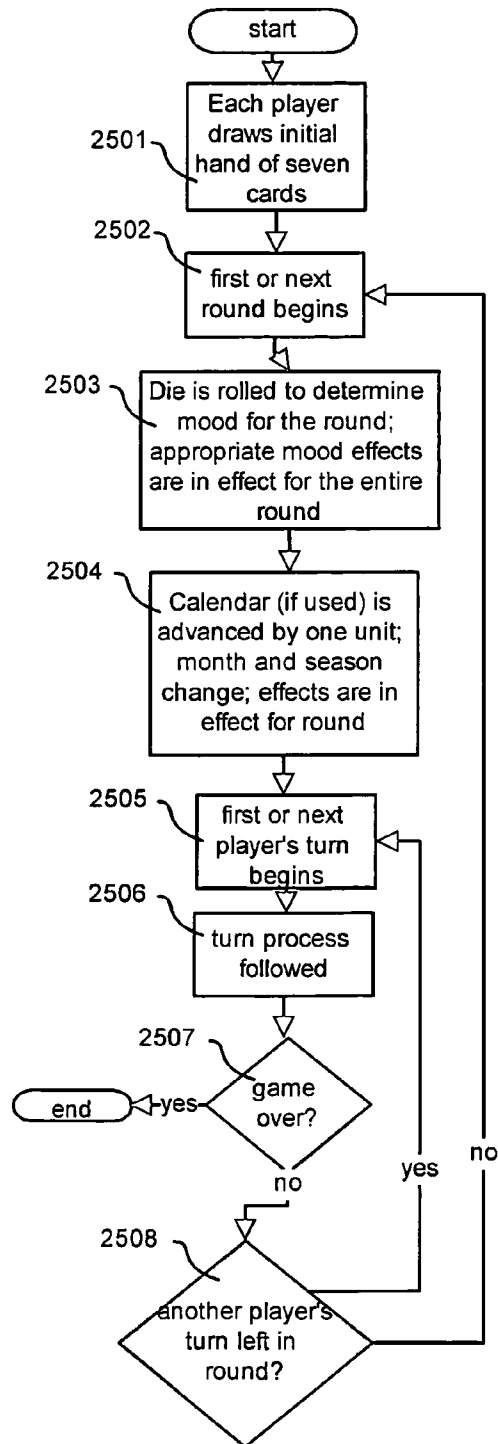 start
2501
Each player
draws initial
hand of seven
cards
2502
first or next
round begins
2503
Die is rolled to determine
mood for the round;
appropriate mood effects
are in effect for the entire
round
2504
Calendar (if used) is
advanced by one unit;
month and season
change; effects are in
effect for round
2505
first or next
player's turn
begins
2506
turn process
followed
2507
game
over?
yes
end
no
yes
no
2508
another player's
turn left in
round?